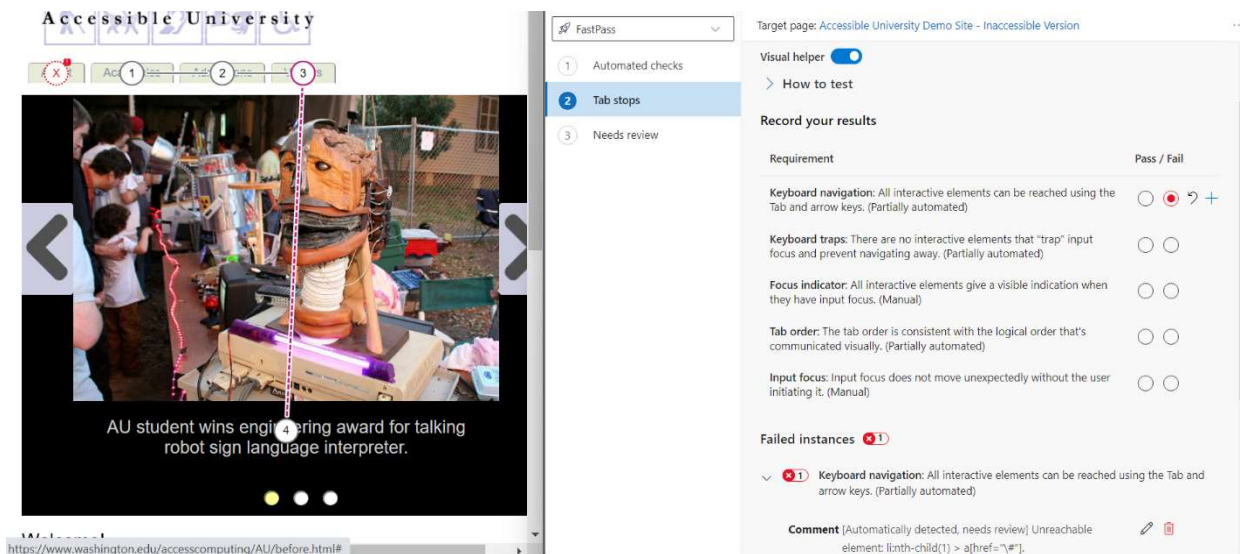 Accessible University
X
1
2
3
AU student wins engineering award for talking
4
robot sign language interpreter.
https://www.washington.edu/accesscomputing/AU/before.html#
FastPass
1 Automated checks
2 Tab stops
3 Needs review
Target page: Accessible University Demo Site - Inaccessible Version
Visual helper
How to test
Record your results
Requirement Pass / Fail
Keyboard navigation: All interactive elements can be reached using the
Tab and arrow keys. (Partially automated)
Keyboard traps: There are no interactive elements that "trap" input
focus and prevent navigating away. (Partially automated)
Focus indicator: All interactive elements give a visible indication when
they have input focus. (Manual)
Tab order: The tab order is consistent with the logical order that's
communicated visually. (Partially automated)
Input focus: Input focus does not move unexpectedly without the user
initiating it. (Manual)
Failed instances 1
1 Keyboard navigation: All interactive elements can be reached using the Tab and
arrow keys. (Partially automated)
Comment [Automatically detected, needs review] Unreachable
element: li:nth-child(1) > a[href="\#"].